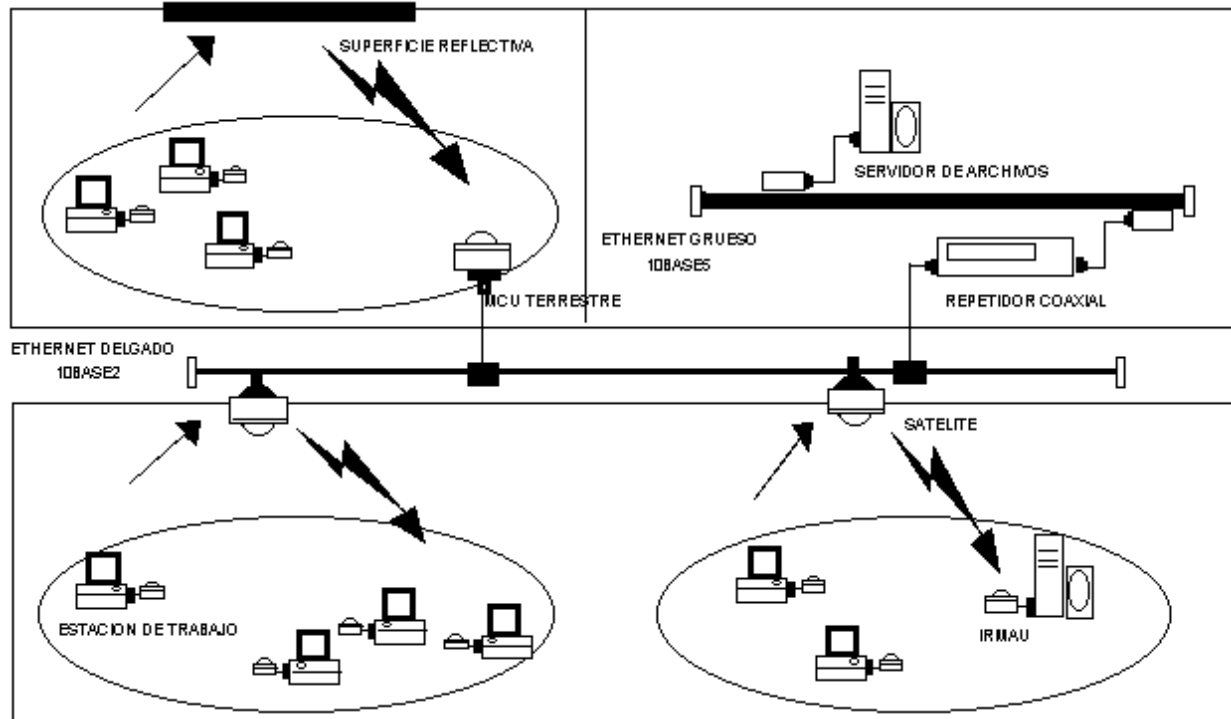 SUPERFICIE REFLECTIVA
SERVIDOR DE ARCHIVOS
ETHERNET GRUESO
10BASE5
MCU TERRESTRE
REPETIDOR COAXIAL
ETHERNET DELGADO
10BASE2
SATELITE
ESTACION DE TRABAJO
IRMAU